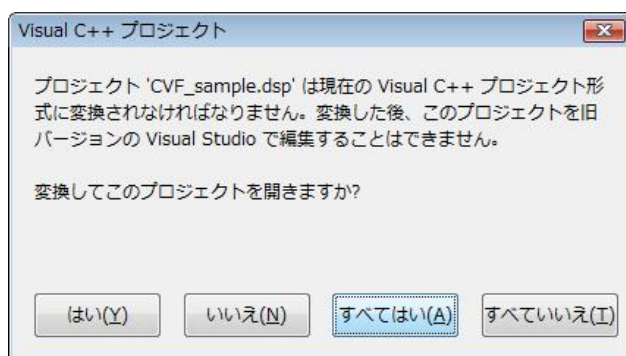 Visual C++ プロジェクト
プロジェクト 'CVF_sample.dsp' は現在の Visual C++ プロジェクト形
式に変換されなければなりません。変換した後、このプロジェクトを旧
バージョンの Visual Studio で編集することはできません。
変換してこのプロジェクトを開きますか?
はい(Y) いいえ(N) すべてはい(A) すべていいえ(T)